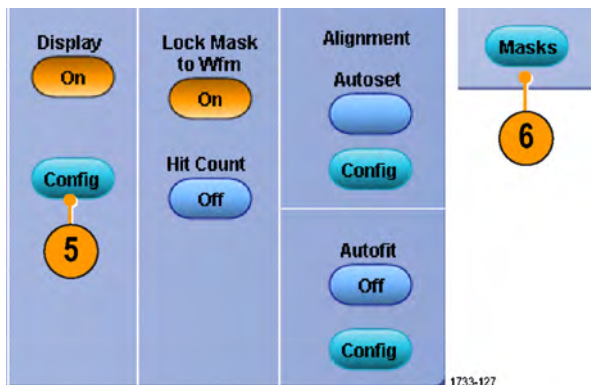 Display
On
Config
5
Lock Mask
to Wfm
On
Hit Count
Off
Alignment
Autoset
Config
Autofit
Off
Config
Masks
6
1733-127